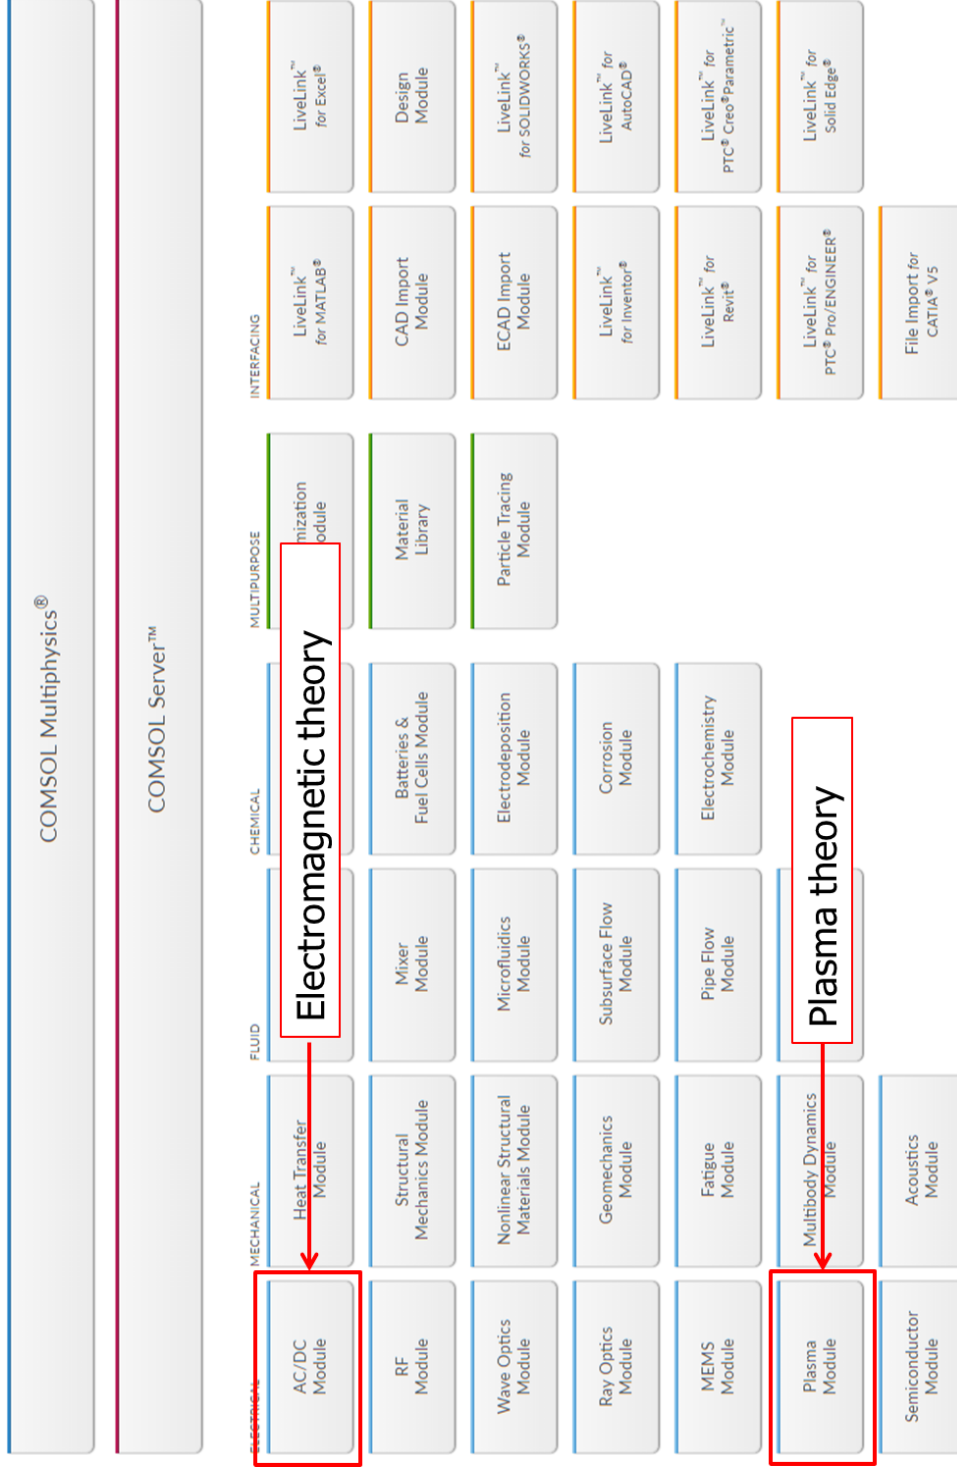 COMSOL Multiphysics®
COMSOL Server™
ELECTRICAL
MECHANICAL
FLUID
CHEMICAL
MULTIPURPOSE
INTERFACING
AC/DC
Module
Heat Transfer
Module
Electromagnetic theory
mization
odule
LiveLink™
for MATLAB®
LiveLink™
for Excel®
RF
Module
Structural
Mechanics Module
Mixer
Module
Batteries &
Fuel Cells Module
Material
Library
CAD Import
Module
Design
Module
Wave Optics
Module
Nonlinear Structural
Materials Module
Microfluidics
Module
Electrodeposition
Module
Particle Tracing
Module
ECAD Import
Module
LiveLink™
for SOLIDWORKS®
Ray Optics
Module
Geomechanics
Module
Subsurface Flow
Module
Corrosion
Module
LiveLink™
for Inventor®
LiveLink™ for
AutoCAD®
MEMS
Module
Fatigue
Module
Pipe Flow
Module
Electrochemistry
Module
LiveLink™ for
Revit®
LiveLink™ for
PTC® Creo® Parametric™
Plasma
Module
Multibody Dynamics
Module
Plasma theory
LiveLink™ for
PTC® Pro/ENGINEER®
LiveLink™ for
Solid Edge®
Semiconductor
Module
Acoustics
Module
File Import for
CATIA® V5